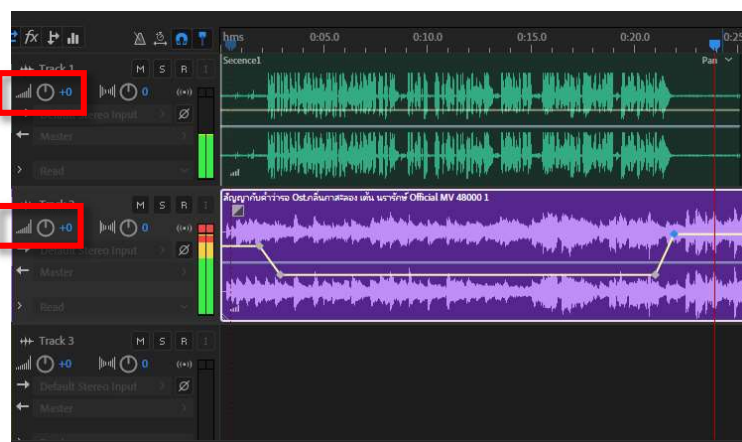 fx
hms 0:05.0 0:10.0 0:15.0 0:20.0 0:25
Track 1 M S R I
Secence1 Pan
+0 0
Default Stereo Input
Master
Read
M S R I
สัญญากับคำว่ารอ Ost.กลิ่นกาสะลอง เต้น นรารักษ์ Official MV 48000 1
+0 0
Default Stereo Input
Master
Read
Track 3 M S R I
+0 0
Default Stereo Input
Master